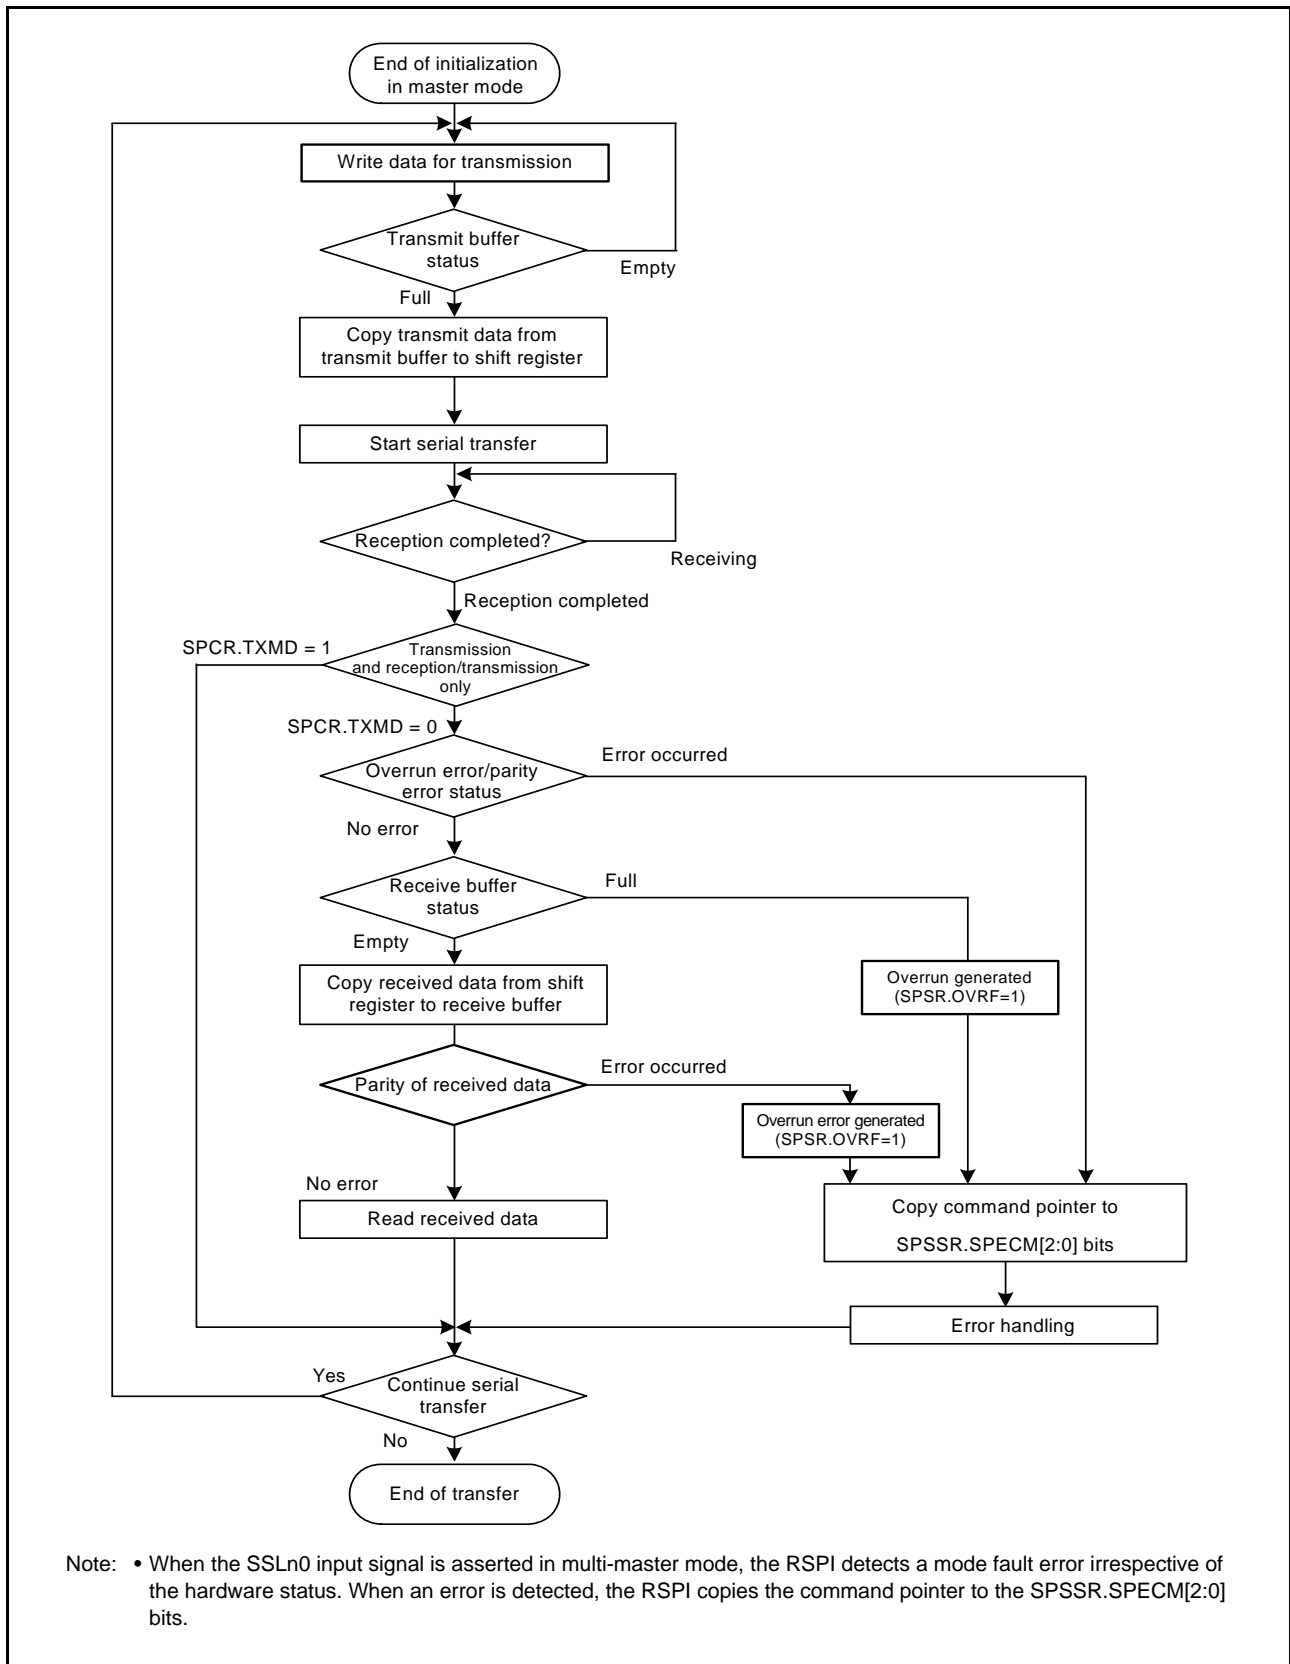 End of initialization
in master mode
Write data for transmission
Transmit buffer
status
Empty
Full
Copy transmit data from
transmit buffer to shift register
Start serial transfer
Reception completed?
Receiving
Reception completed
SPCR.TXMD = 1
Transmission
and reception/transmission
only
SPCR.TXMD = 0
Error occurred
Overrun error/parity
error status
No error
Full
Receive buffer
status
Empty
Copy received data from shift
register to receive buffer
Overrun generated
(SPSR.OVRF=1)
Error occurred
Parity of received data
Overrun error generated
(SPSR.OVRF=1)
No error
Read received data
Copy command pointer to
SPSSR.SPECM[2:0] bits
Error handling
Yes
Continue serial
transfer
No
End of transfer
Note: • When the SSLn0 input signal is asserted in multi-master mode, the RSPI detects a mode fault error irrespective of
the hardware status. When an error is detected, the RSPI copies the command pointer to the SPSSR.SPECM[2:0]
bits.